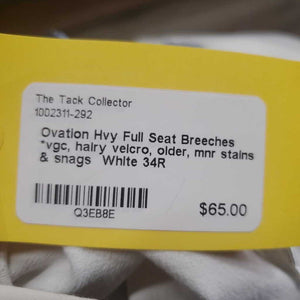 The Tack Collector
1002311-292
Ovation Hvy Full Seat Breeches
*vgc, hairy velcro, older, mnr stains
& snags White 34R
Q3EB8E
$65.00